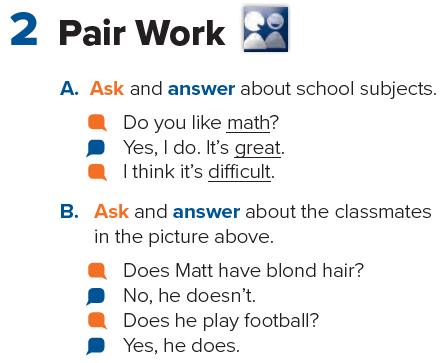 2 Pair Work
A. Ask and answer about school subjects.
Do you like math?
Yes, I do. It's great.
I think it's difficult.
B. Ask and answer about the classmates
in the picture above.
Does Matt have blond hair?
No, he doesn't.
Does he play football?
Yes, he does.